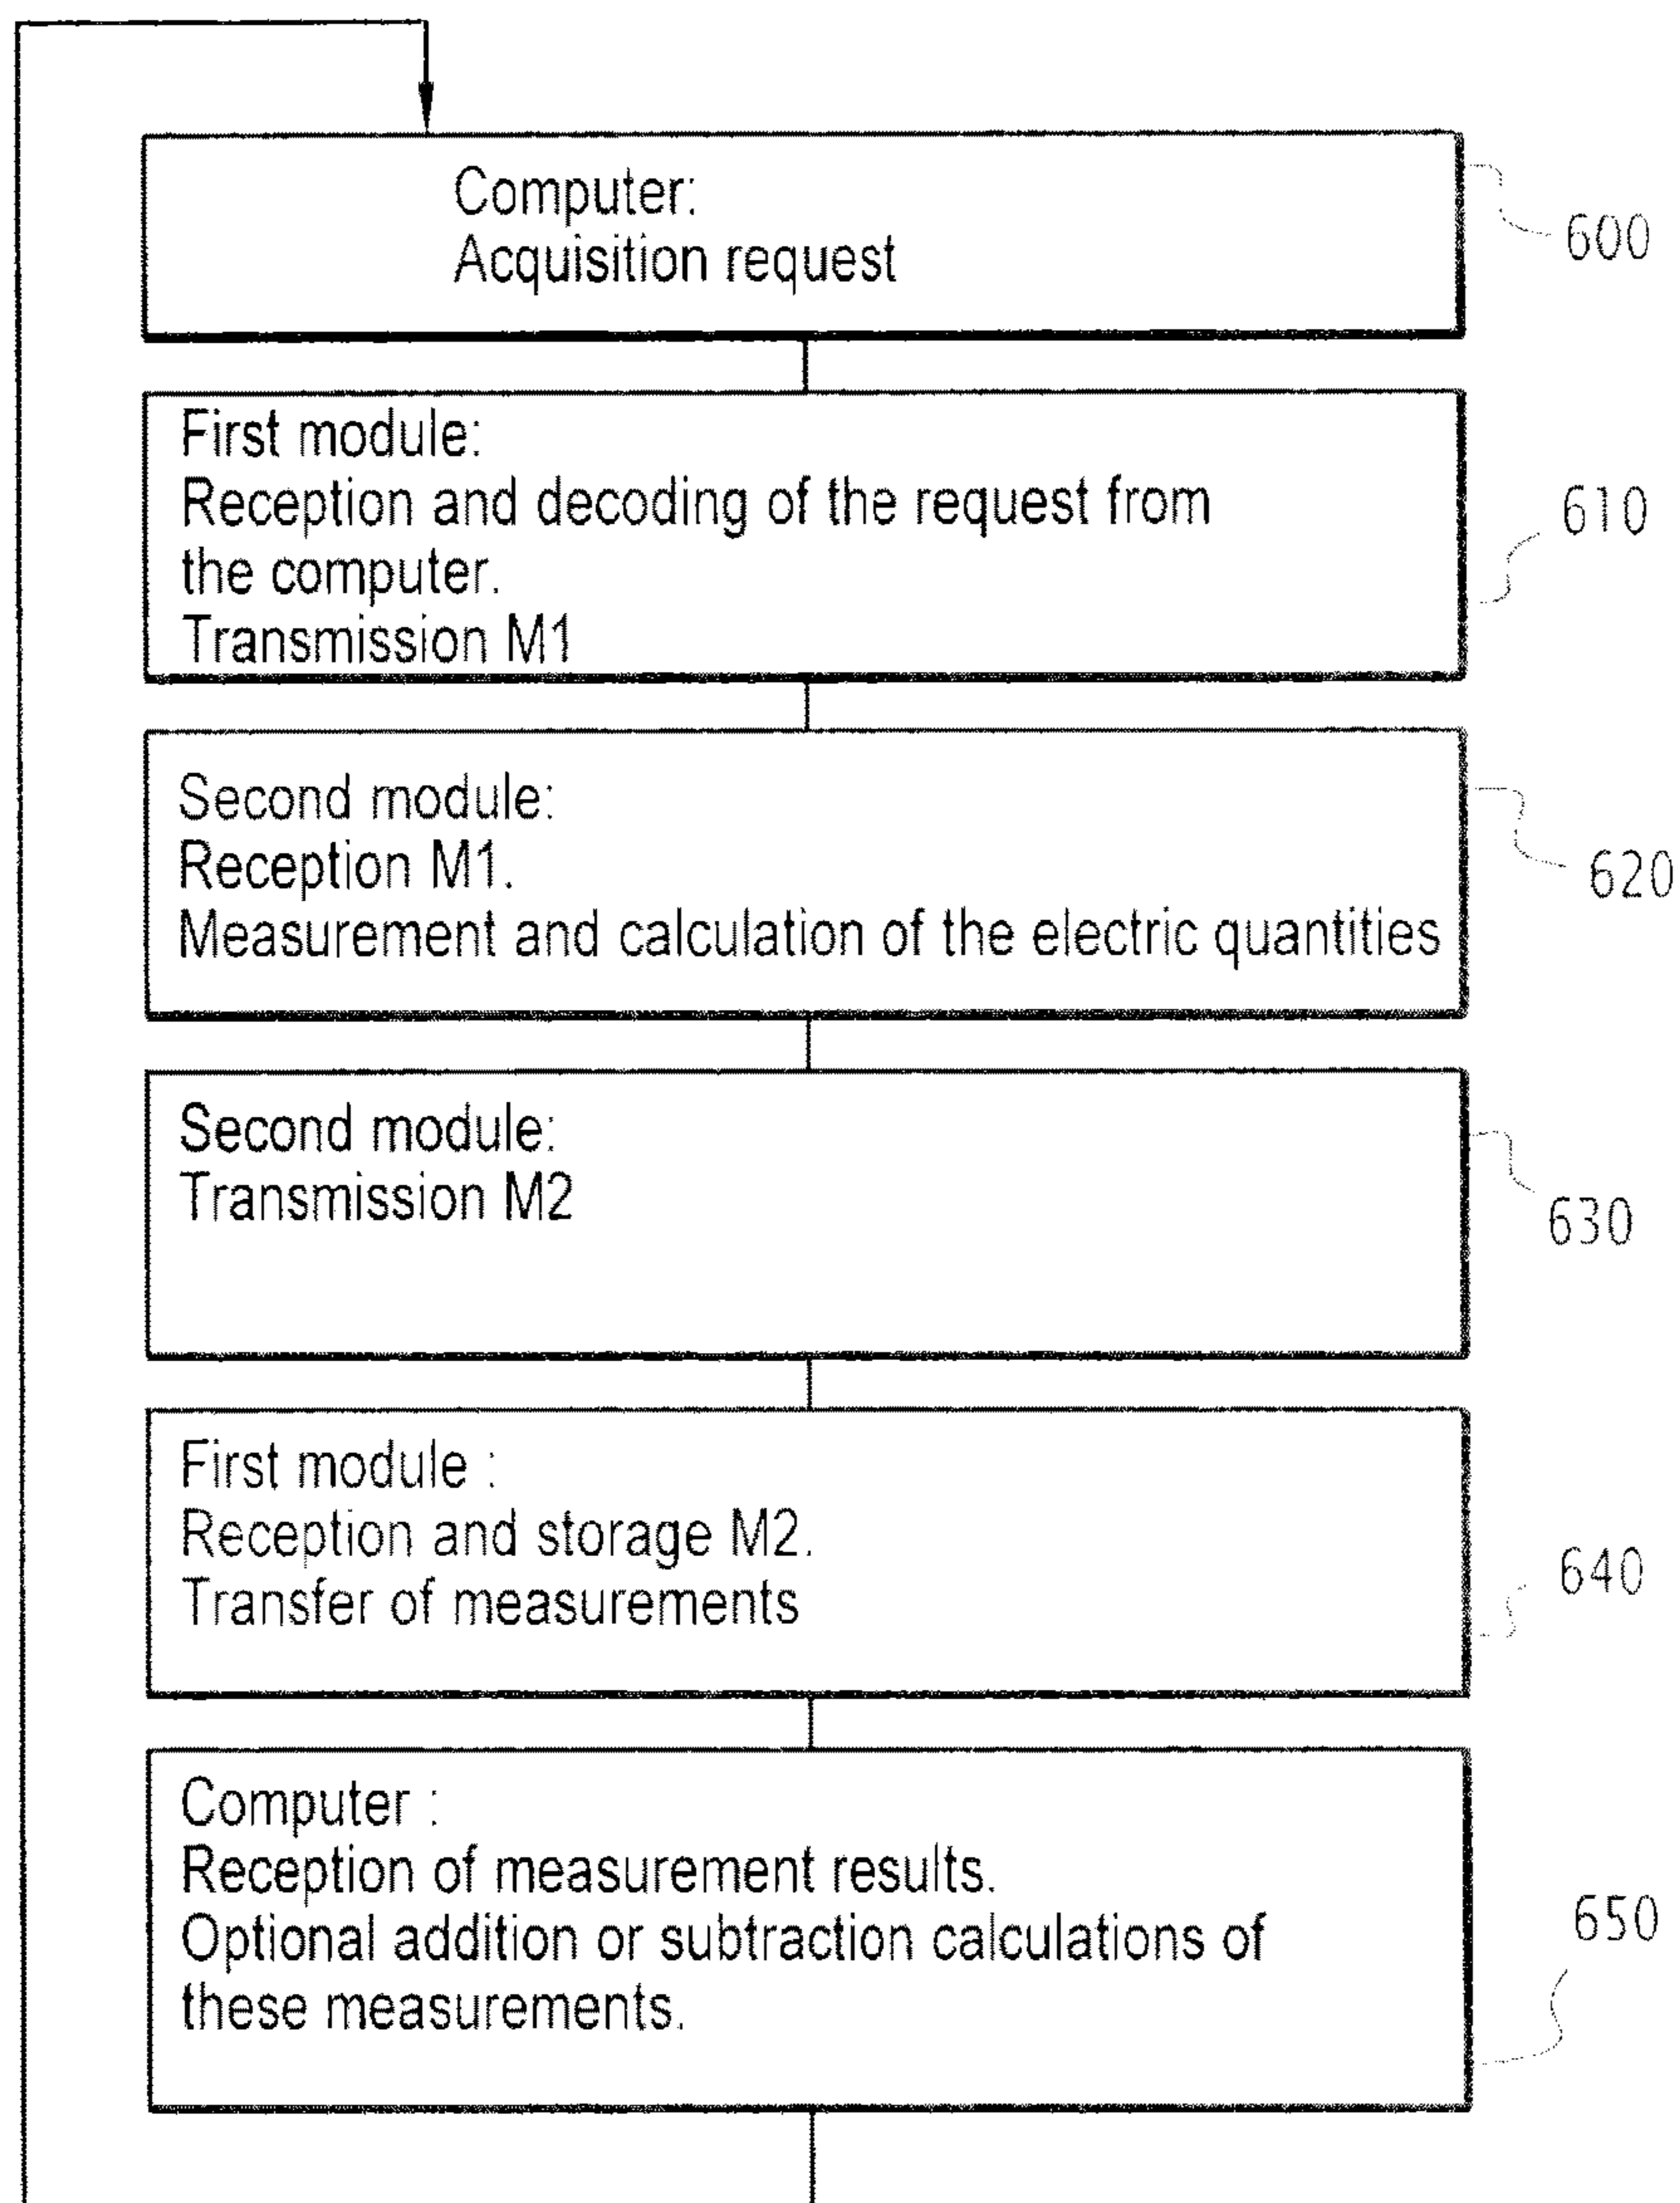 Computer:
Acquisition request
600
First module:
Reception and decoding of the request from
the computer.
Transmission M1
610
Second module:
Reception M1.
Measurement and calculation of the electric quantities
620
Second module:
Transmission M2
630
First module :
Reception and storage M2.
Transfer of measurements
640
Computer :
Reception of measurement results.
Optional addition or subtraction calculations of
these measurements.
650